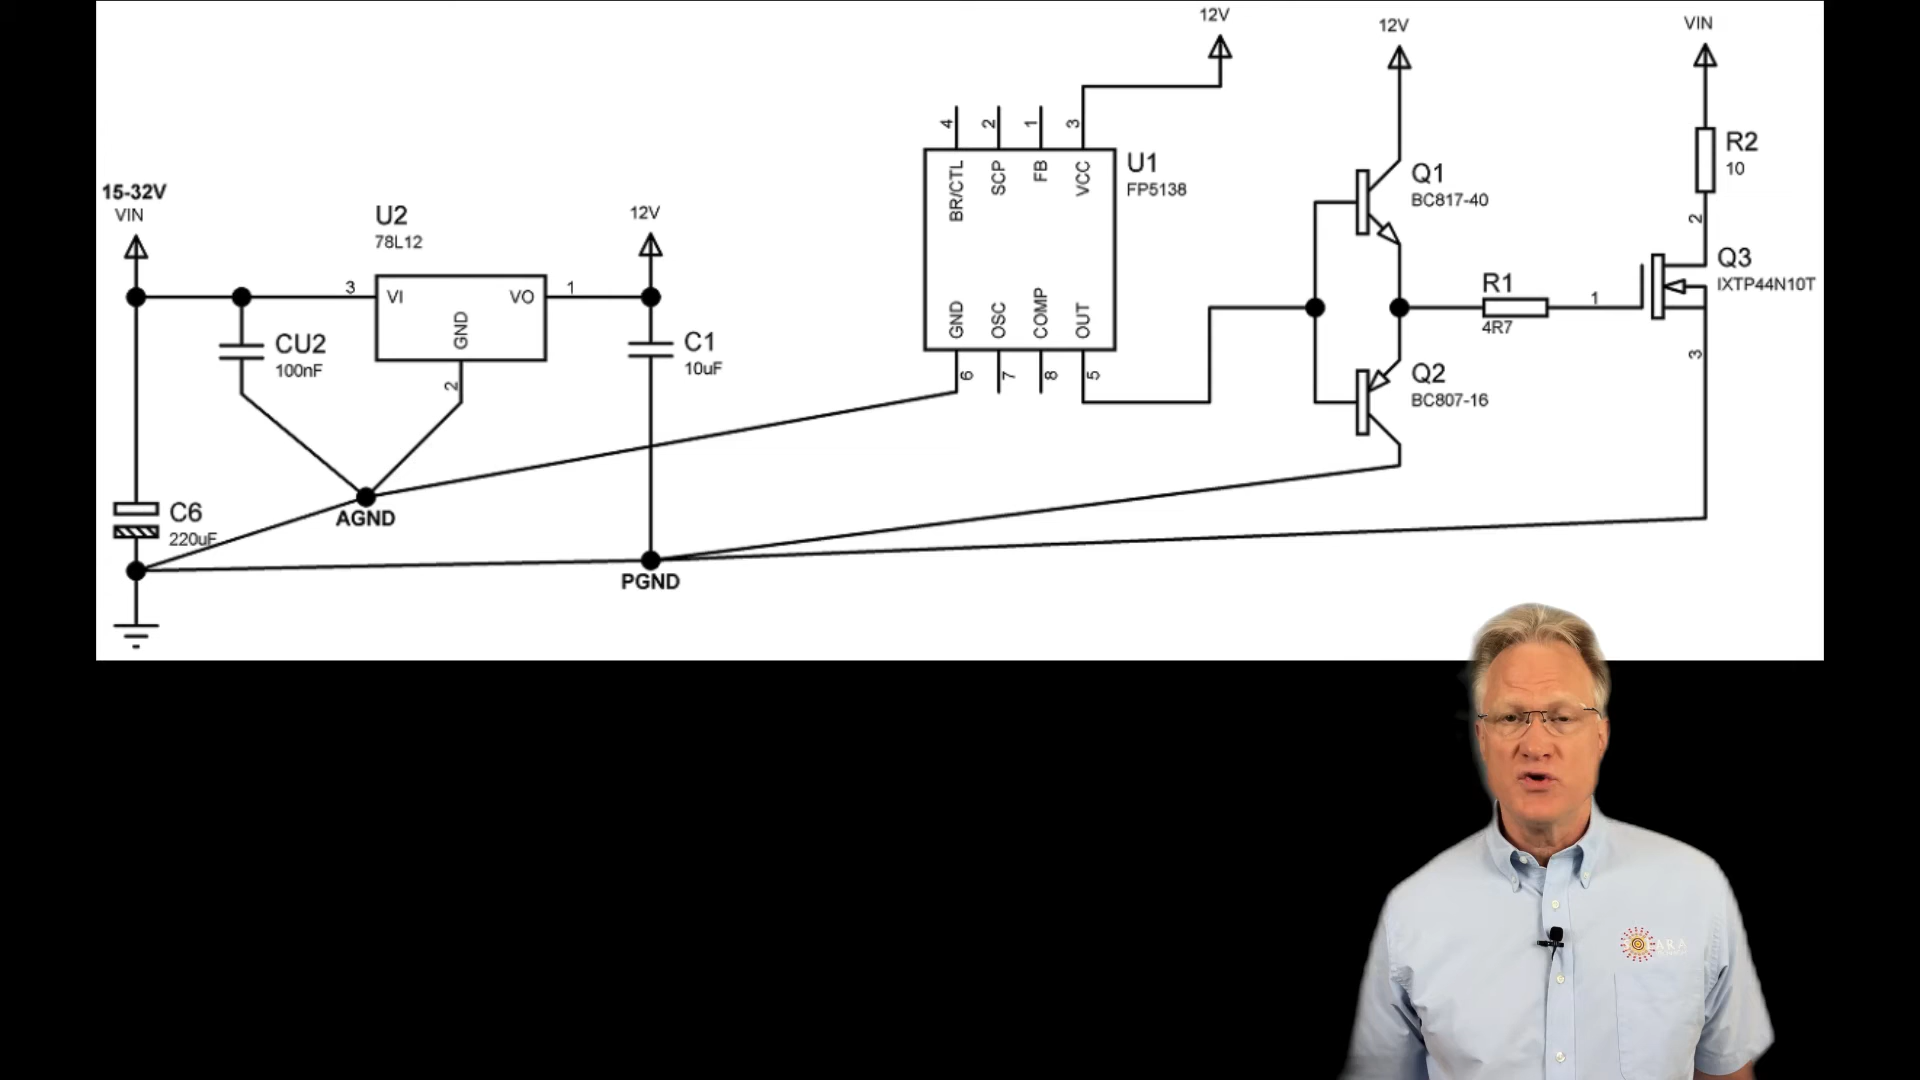 15-32V
VIN
U2
78L12
3
VI
VO
1
GND
2
12V
CU2
100nF
C1
10uF
C6
220uF
AGND
PGND
12V
4
2
1
3
BR/CTL
SCP
FB
VCC
U1
FP5138
GND
OSC
COMP
OUT
6
7
8
5
12V
Q1
BC817-40
Q2
BC807-16
R1
4R7
1
VIN
R2
10
2
Q3
IXTP44N10T
3
ARA